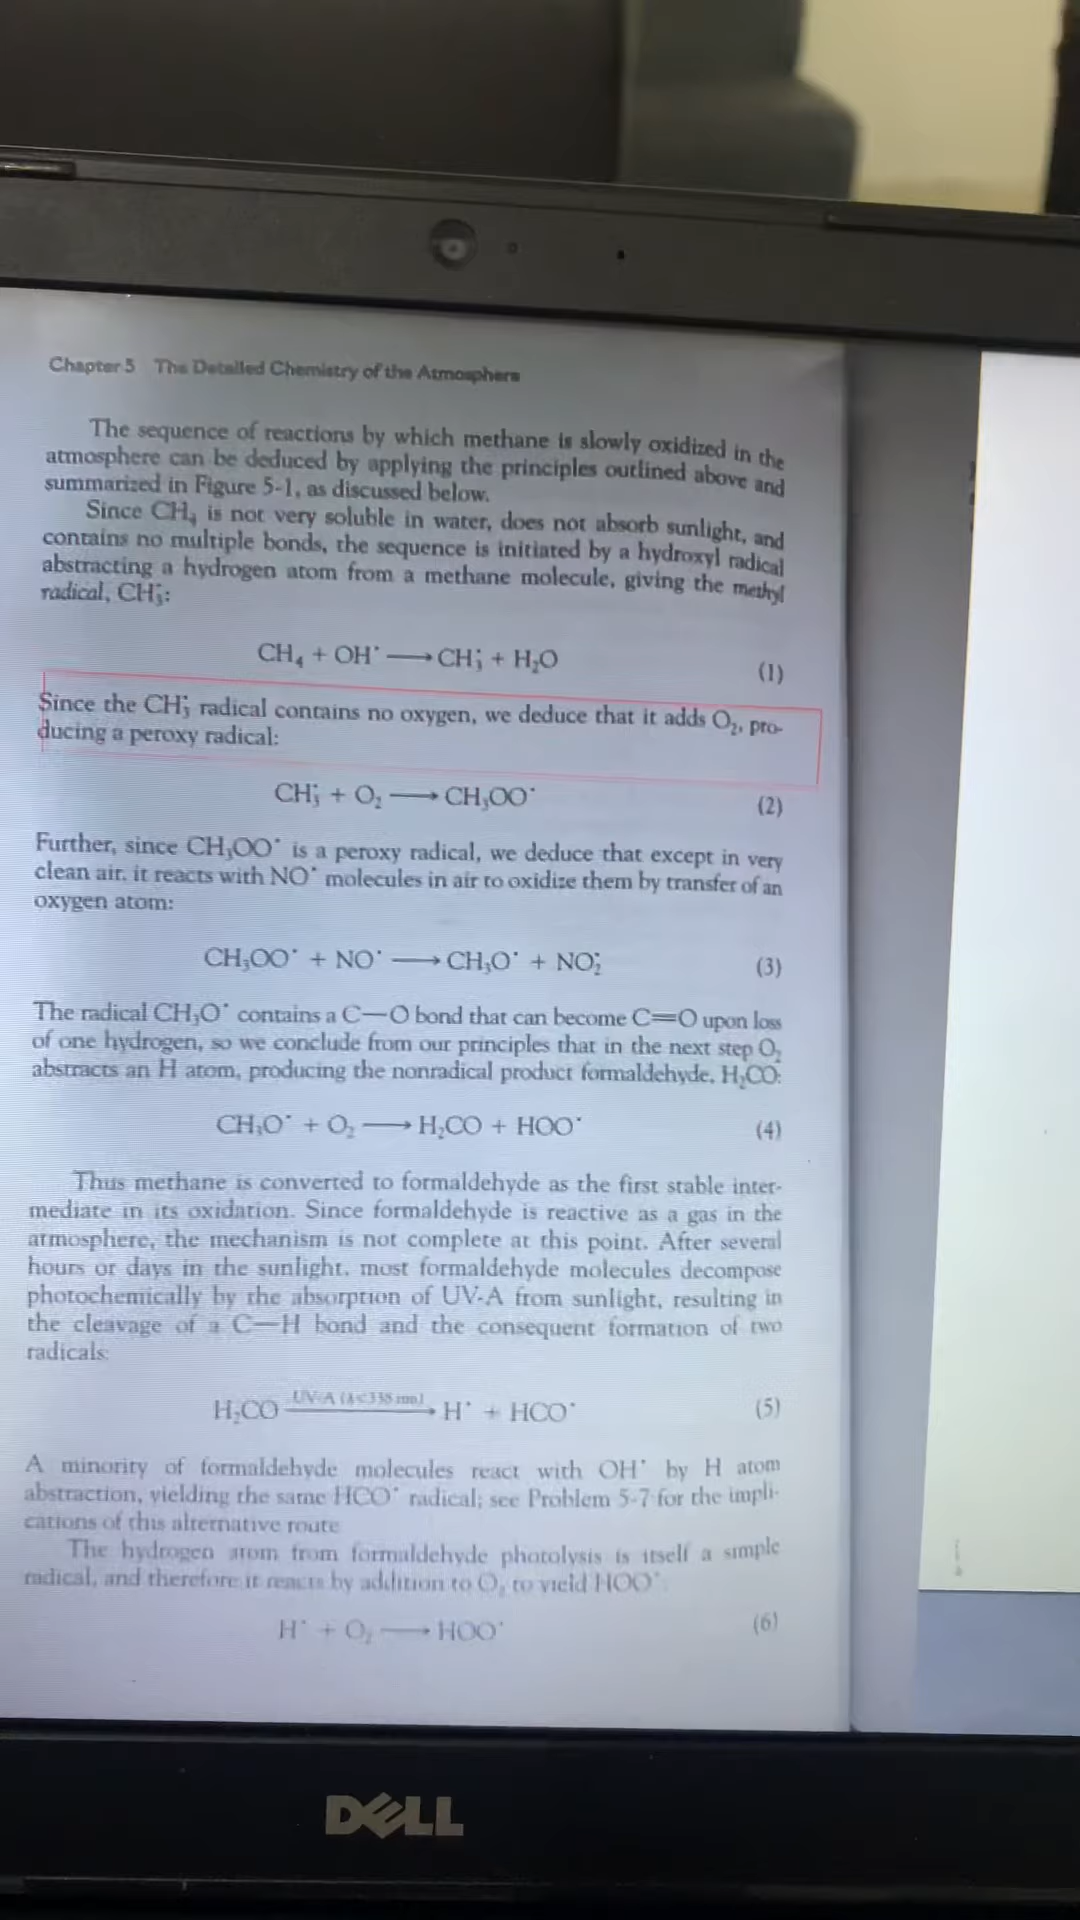 Chapter 5 The Detailed Chemistry of the Atmosphere
The sequence of reactions by which methane is slowly oxidized in the
atmosphere can be deduced by applying the principles outlined above and
summarized in Figure 5-1, as discussed below.
Since CH₄ is not very soluble in water, does not absorb sunlight, and
contains no multiple bonds, the sequence is initiated by a hydroxyl radical
abstracting a hydrogen atom from a methane molecule, giving the methyl
radical, CH₃˙:
CH₄ + OH˙ ⟶ CH₃˙ + H₂O (1)
Since the CH₃˙ radical contains no oxygen, we deduce that it adds O₂, pro-
ducing a peroxy radical:
CH₃˙ + O₂ ⟶ CH₃OO˙ (2)
Further, since CH₃OO˙ is a peroxy radical, we deduce that except in very
clean air, it reacts with NO˙ molecules in air to oxidize them by transfer of an
oxygen atom:
CH₃OO˙ + NO˙ ⟶ CH₃O˙ + NO₂˙ (3)
The radical CH₃O˙ contains a C—O bond that can become C=O upon loss
of one hydrogen, so we conclude from our principles that in the next step O₂
abstracts an H atom, producing the nonradical product formaldehyde, H₂CO:
CH₃O˙ + O₂ ⟶ H₂CO + HOO˙ (4)
Thus methane is converted to formaldehyde as the first stable inter-
mediate in its oxidation. Since formaldehyde is reactive as a gas in the
atmosphere, the mechanism is not complete at this point. After several
hours or days in the sunlight, most formaldehyde molecules decompose
photochemically by the absorption of UV-A from sunlight, resulting in
the cleavage of a C—H bond and the consequent formation of two
radicals:
H₂CO UV-A (λ<338 nm)⟶ H˙ + HCO˙ (5)
A minority of formaldehyde molecules react with OH˙ by H atom
abstraction, yielding the same HCO˙ radical; see Problem 5-7 for the impli-
cations of this alternative route.
The hydrogen atom from formaldehyde photolysis is itself a simple
radical, and therefore it reacts by addition to O₂ to yield HOO˙:
H˙ + O₂ ⟶ HOO˙ (6)
DELL